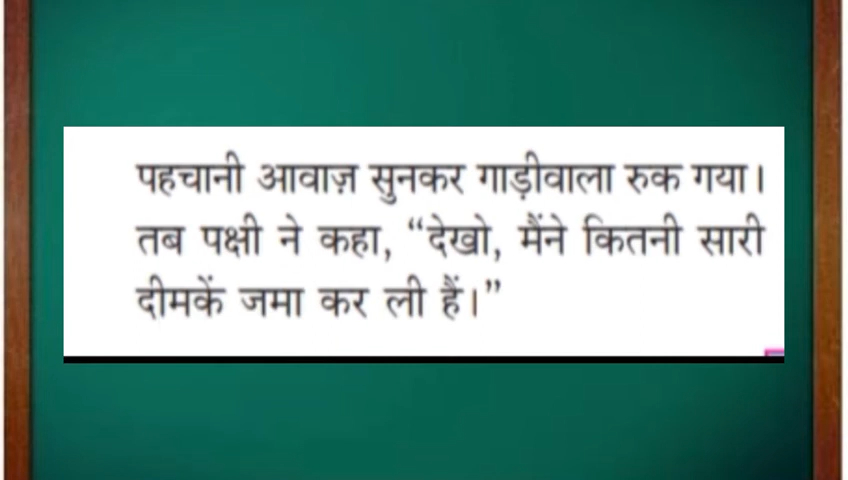 पहचानी आवाज़ सुनकर गाड़ीवाला रुक गया।
तब पक्षी ने कहा, “देखो, मैंने कितनी सारी
दीमकें जमा कर ली हैं।”